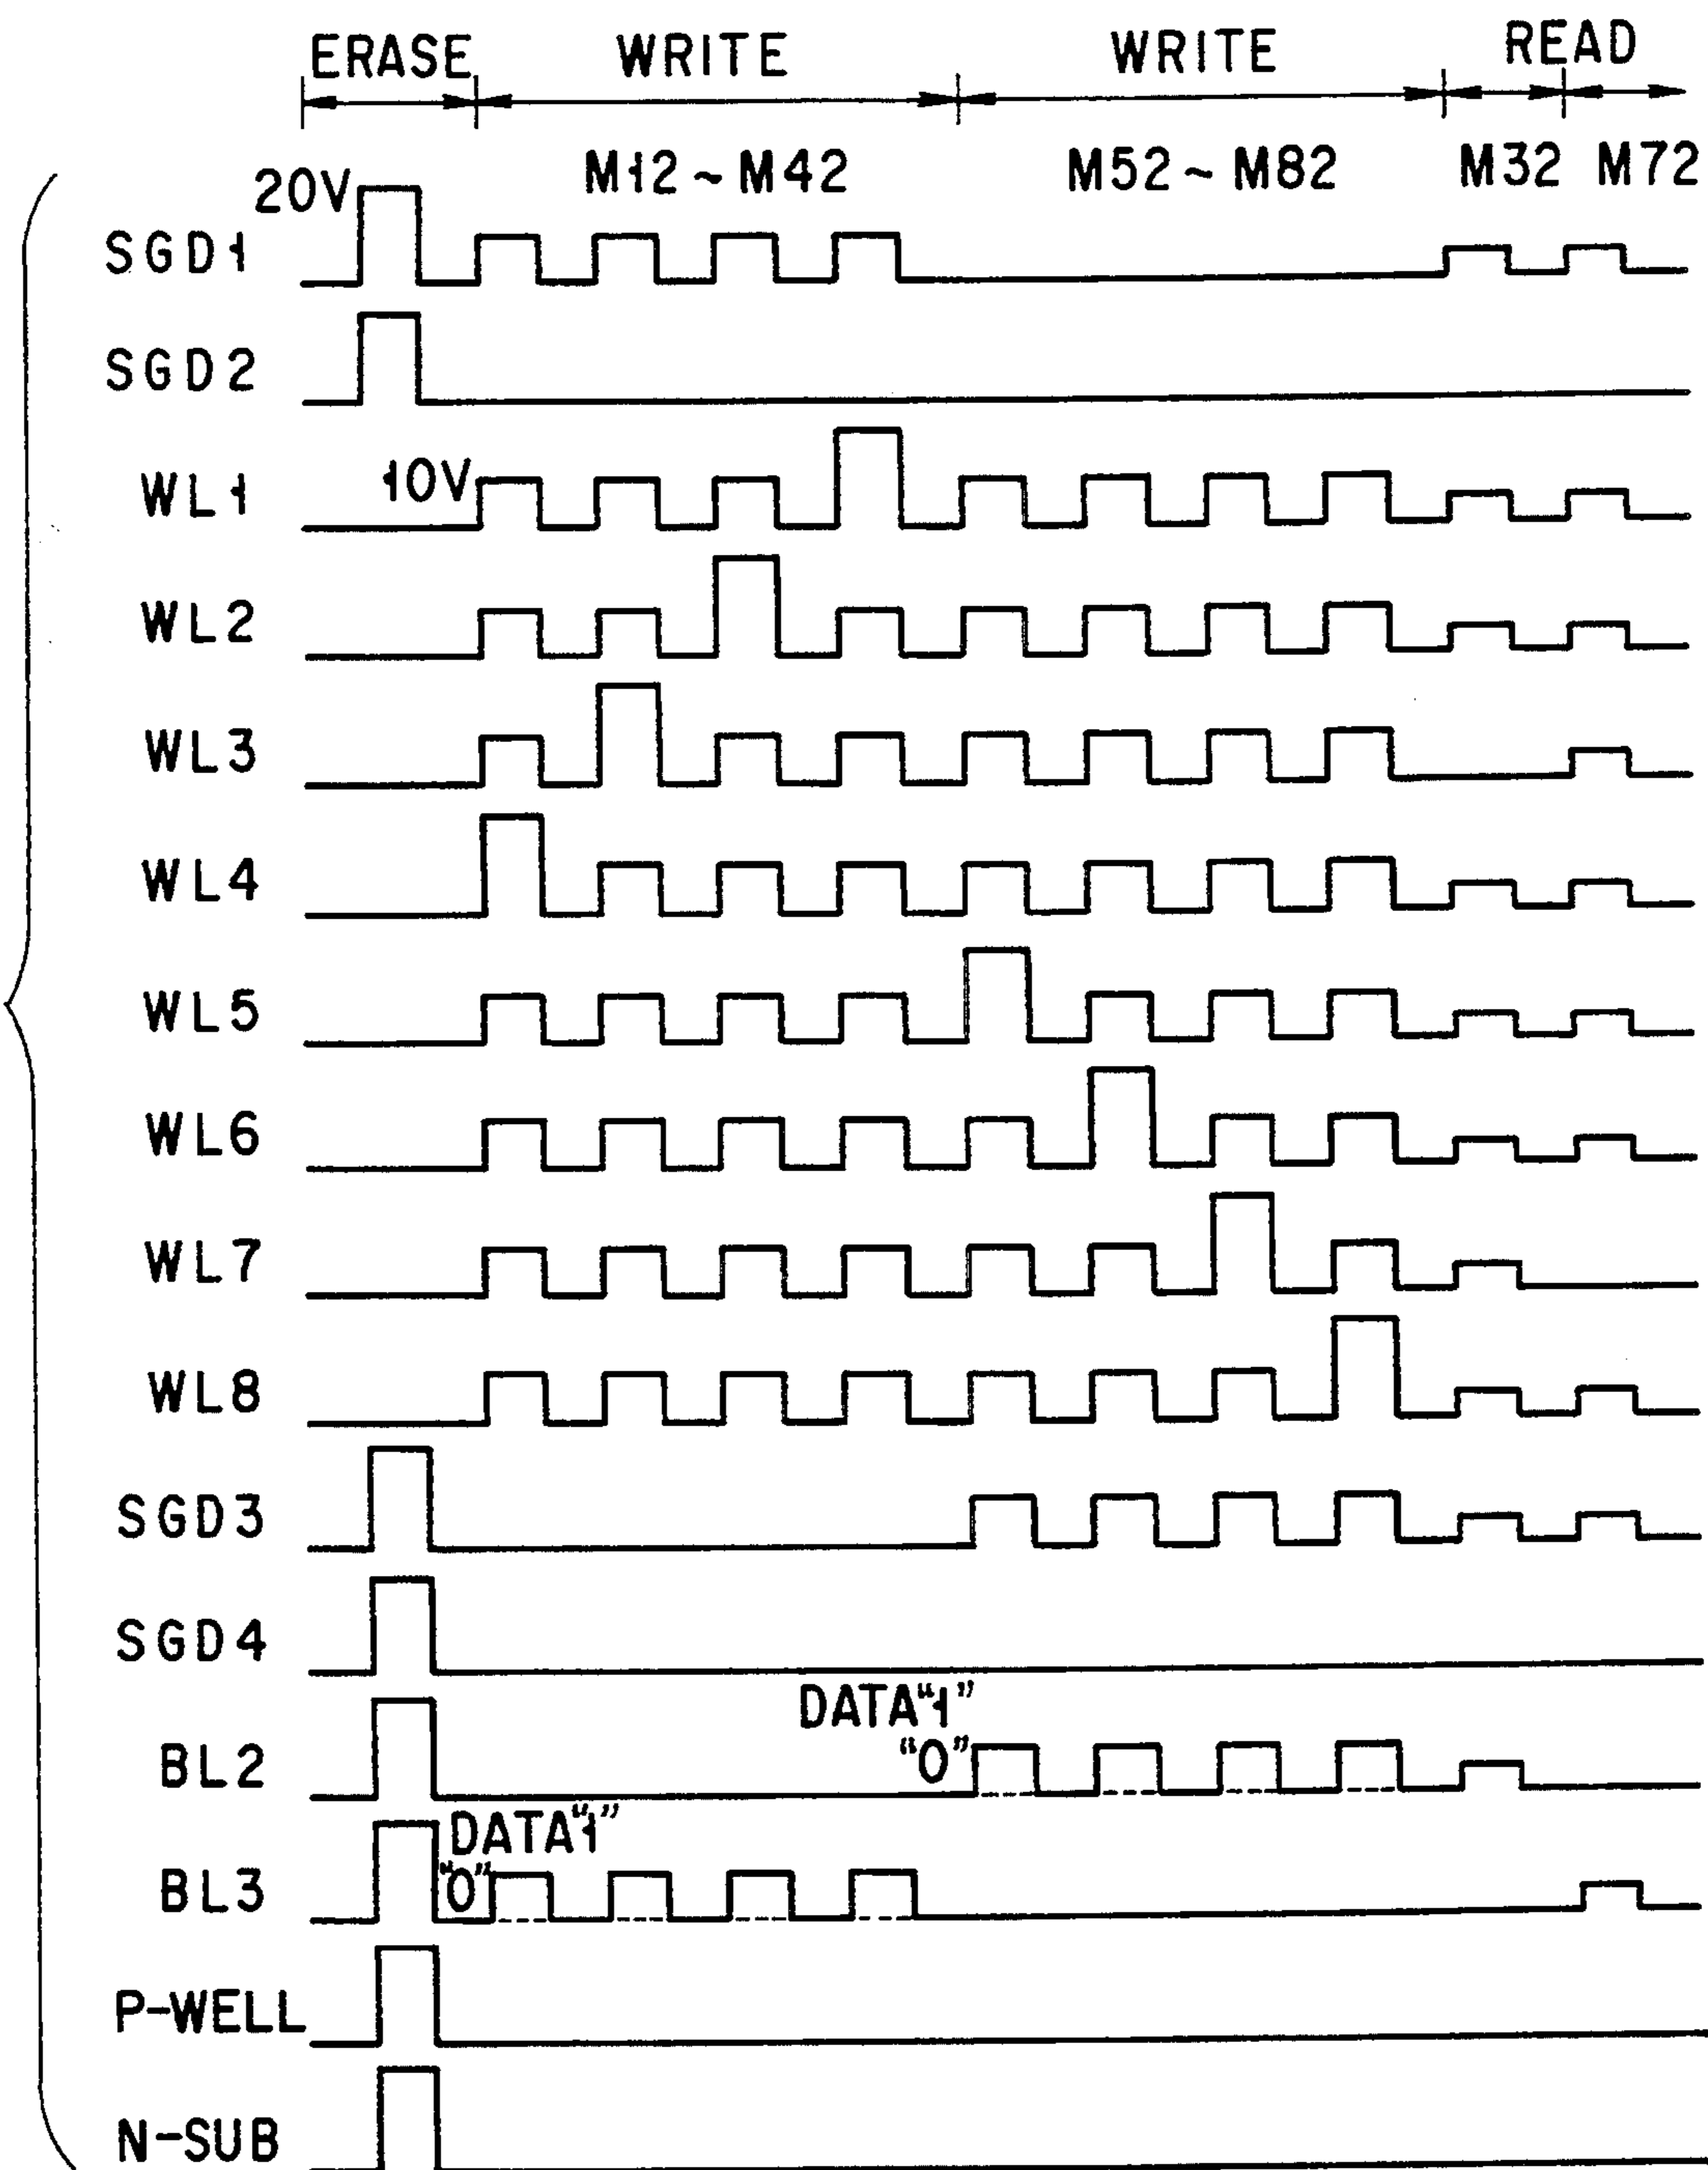 ERASE WRITE WRITE READ
M12~M42 M52~M82 M32 M72
20V
SGD1
SGD2
WL1 10V
WL2
WL3
WL4
WL5
WL6
WL7
WL8
SGD3
SGD4
DATA"1"
BL2 "0"
DATA"1"
BL3 "0"
P-WELL
N-SUB